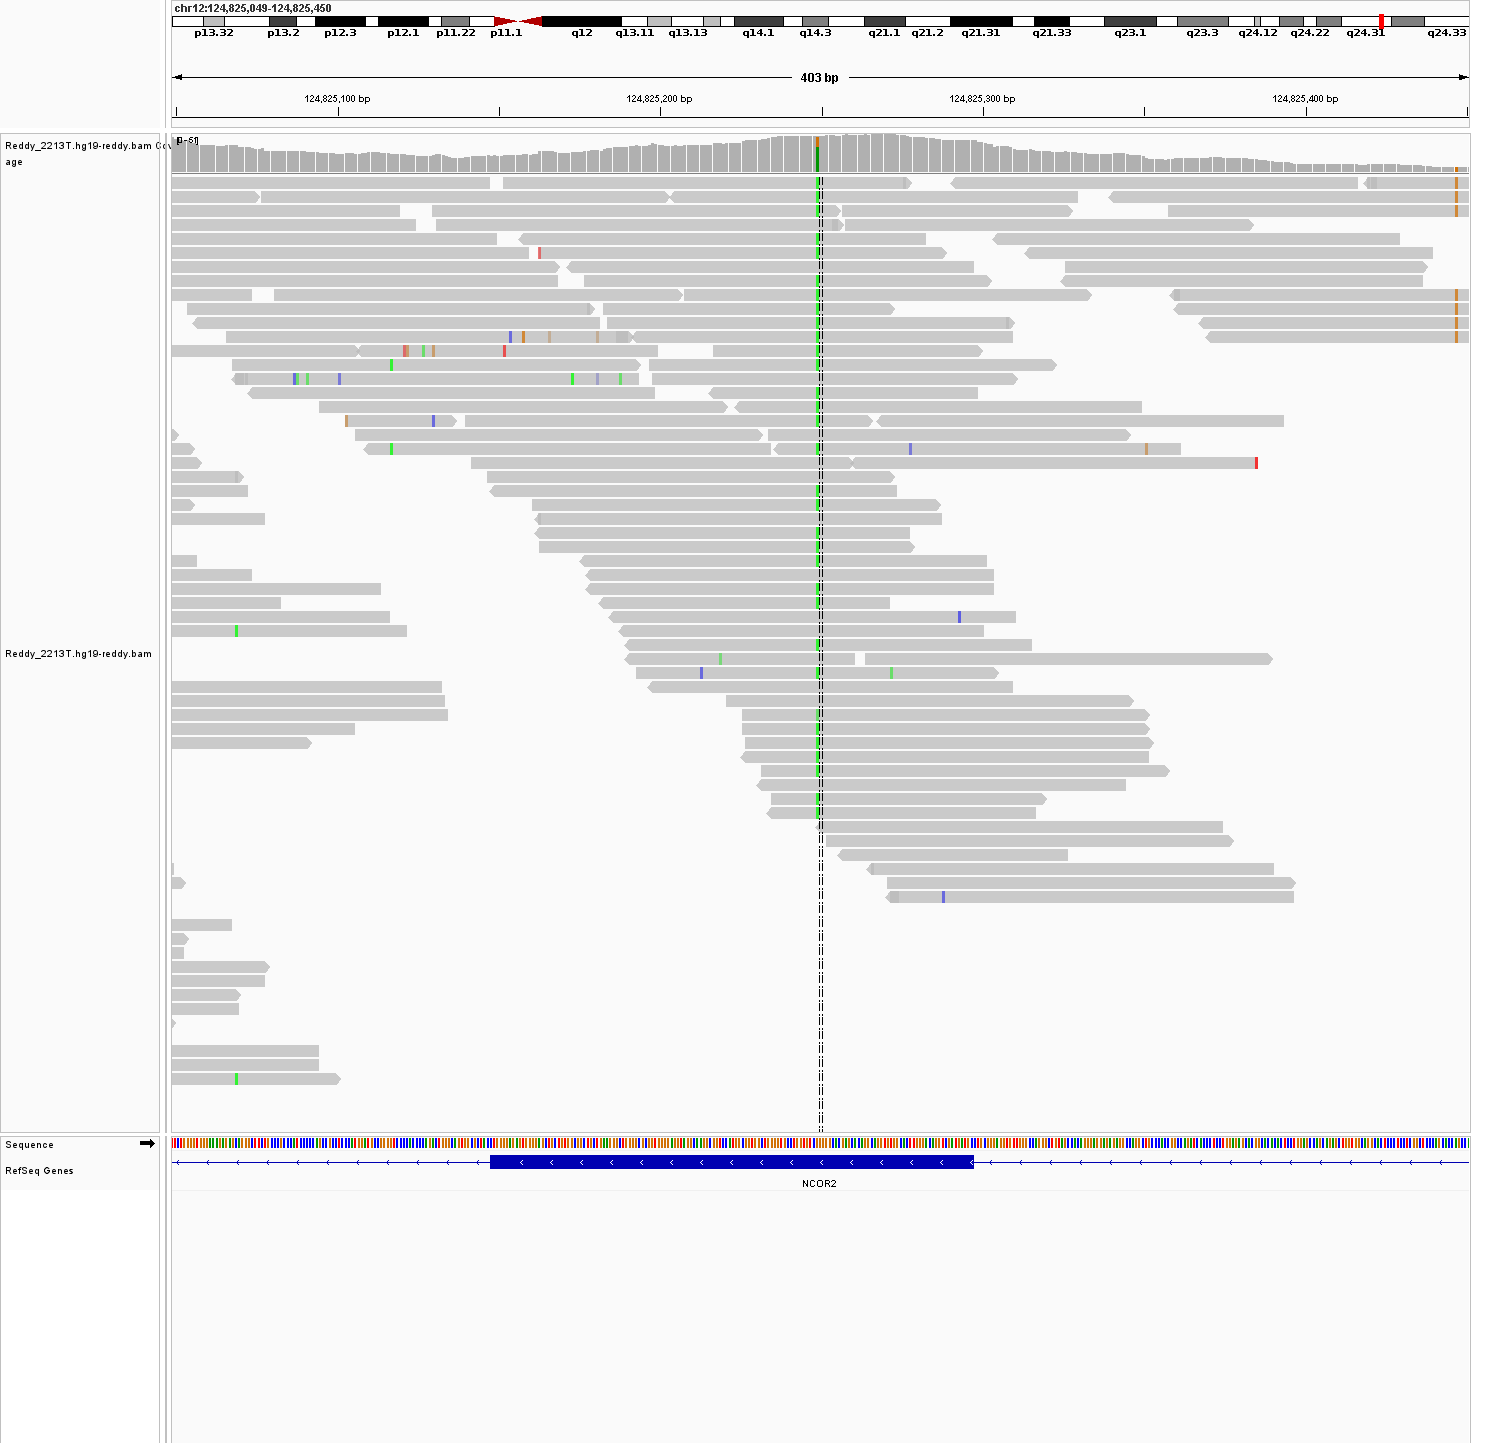 chr12:124,825,049-124,825,450
p13.32 p13.2 p12.3 p12.1 p11.22 p11.1 q12 q13.11 q13.13 q14.1 q14.3 q21.1 q21.2 q21.31 q21.33 q23.1 q23.3 q24.12 q24.22 q24.31 q24.33
403 bp
124,825,100 bp 124,825,200 bp 124,825,300 bp 124,825,400 bp
Reddy_2213T.hg19-reddy.bam Cov
age
Reddy_2213T.hg19-reddy.bam
Sequence
RefSeq Genes
NCOR2